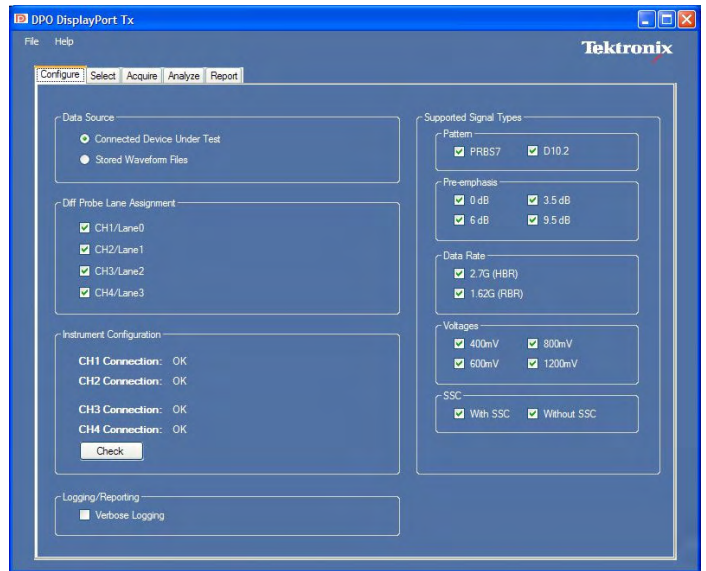 DPO DisplayPort Tx
File Help
Tektronix
Configure Select Acquire Analyze Report
Data Source
Connected Device Under Test
Stored Waveform Files
Diff Probe Lane Assignment
CH1/Lane0
CH2/Lane1
CH3/Lane2
CH4/Lane3
Instrument Configuration
CH1 Connection: OK
CH2 Connection: OK
CH3 Connection: OK
CH4 Connection: OK
Check
Logging/Reporting
Verbose Logging
Supported Signal Types
Pattern
PRBS7 D10.2
Pre-emphasis
0 dB 3.5 dB
6 dB 9.5 dB
Data Rate
2.7G (HBR)
1.62G (RBR)
Voltages
400mV 800mV
600mV 1200mV
SSC
With SSC Without SSC